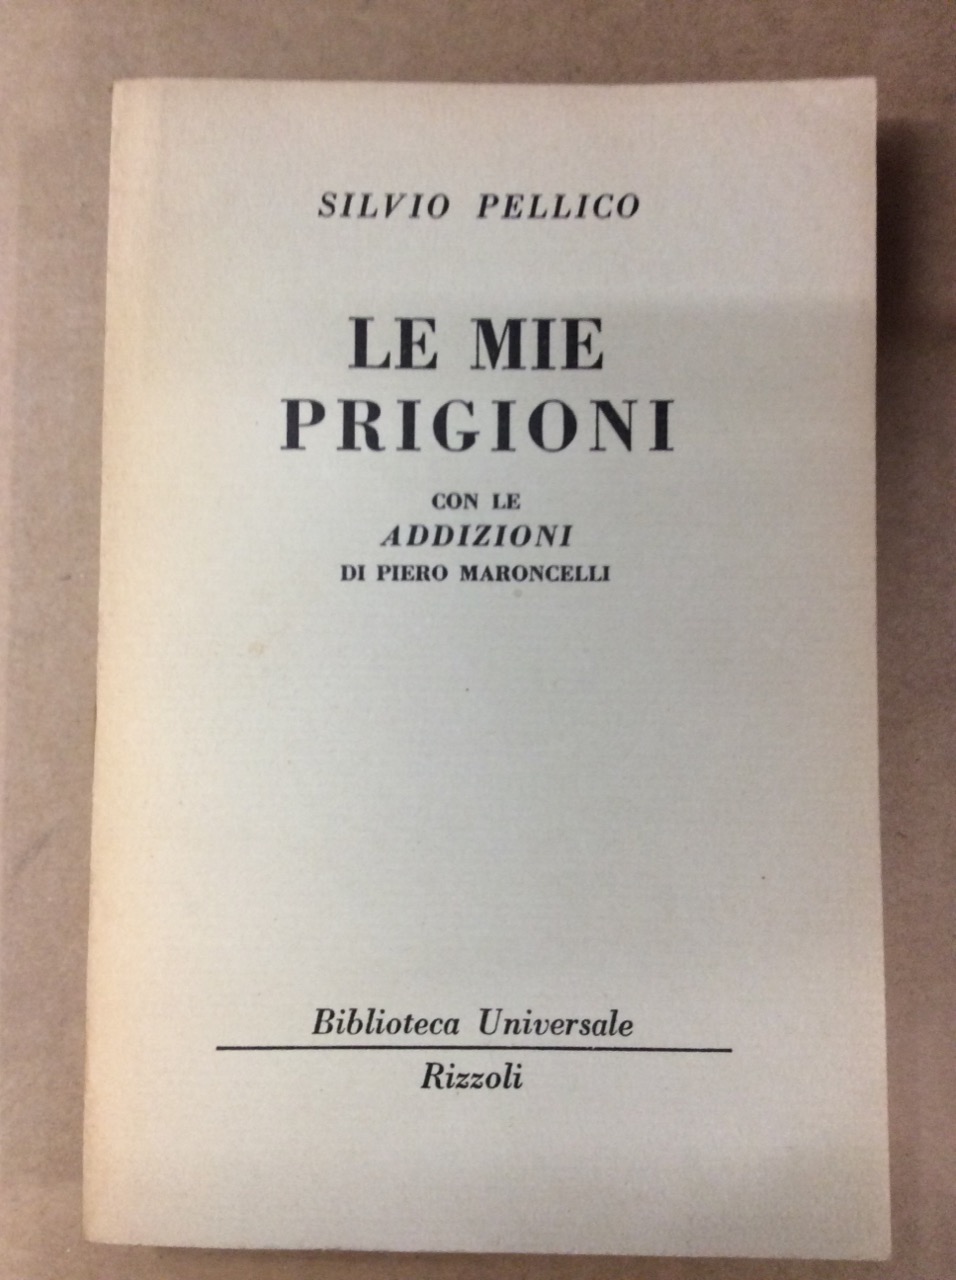 SILVIO PELLICO
LE MIE
PRIGIONI
CON LE
ADDIZIONI
DI PIERO MARONCELLI
Biblioteca Universale
Rizzoli